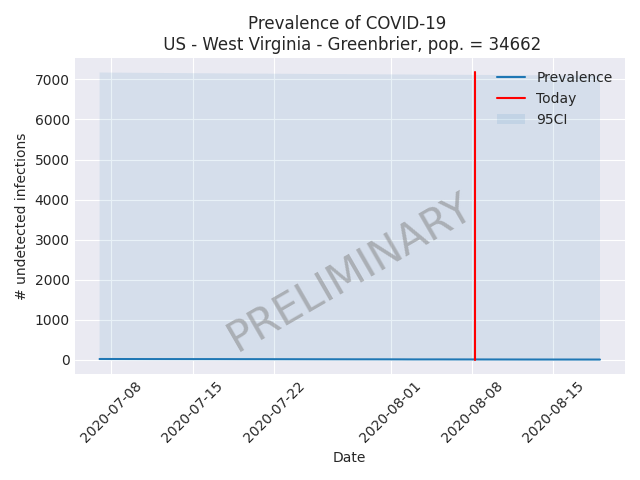 Prevalence of COVID-19
US - West Virginia - Greenbrier, pop. = 34662
# undetected infections
7000
6000
5000
4000
3000
2000
1000
0
Prevalence
Today
95CI
PRELIMINARY
2020-07-08
2020-07-15
2020-07-22
2020-08-01
2020-08-08
2020-08-15
Date